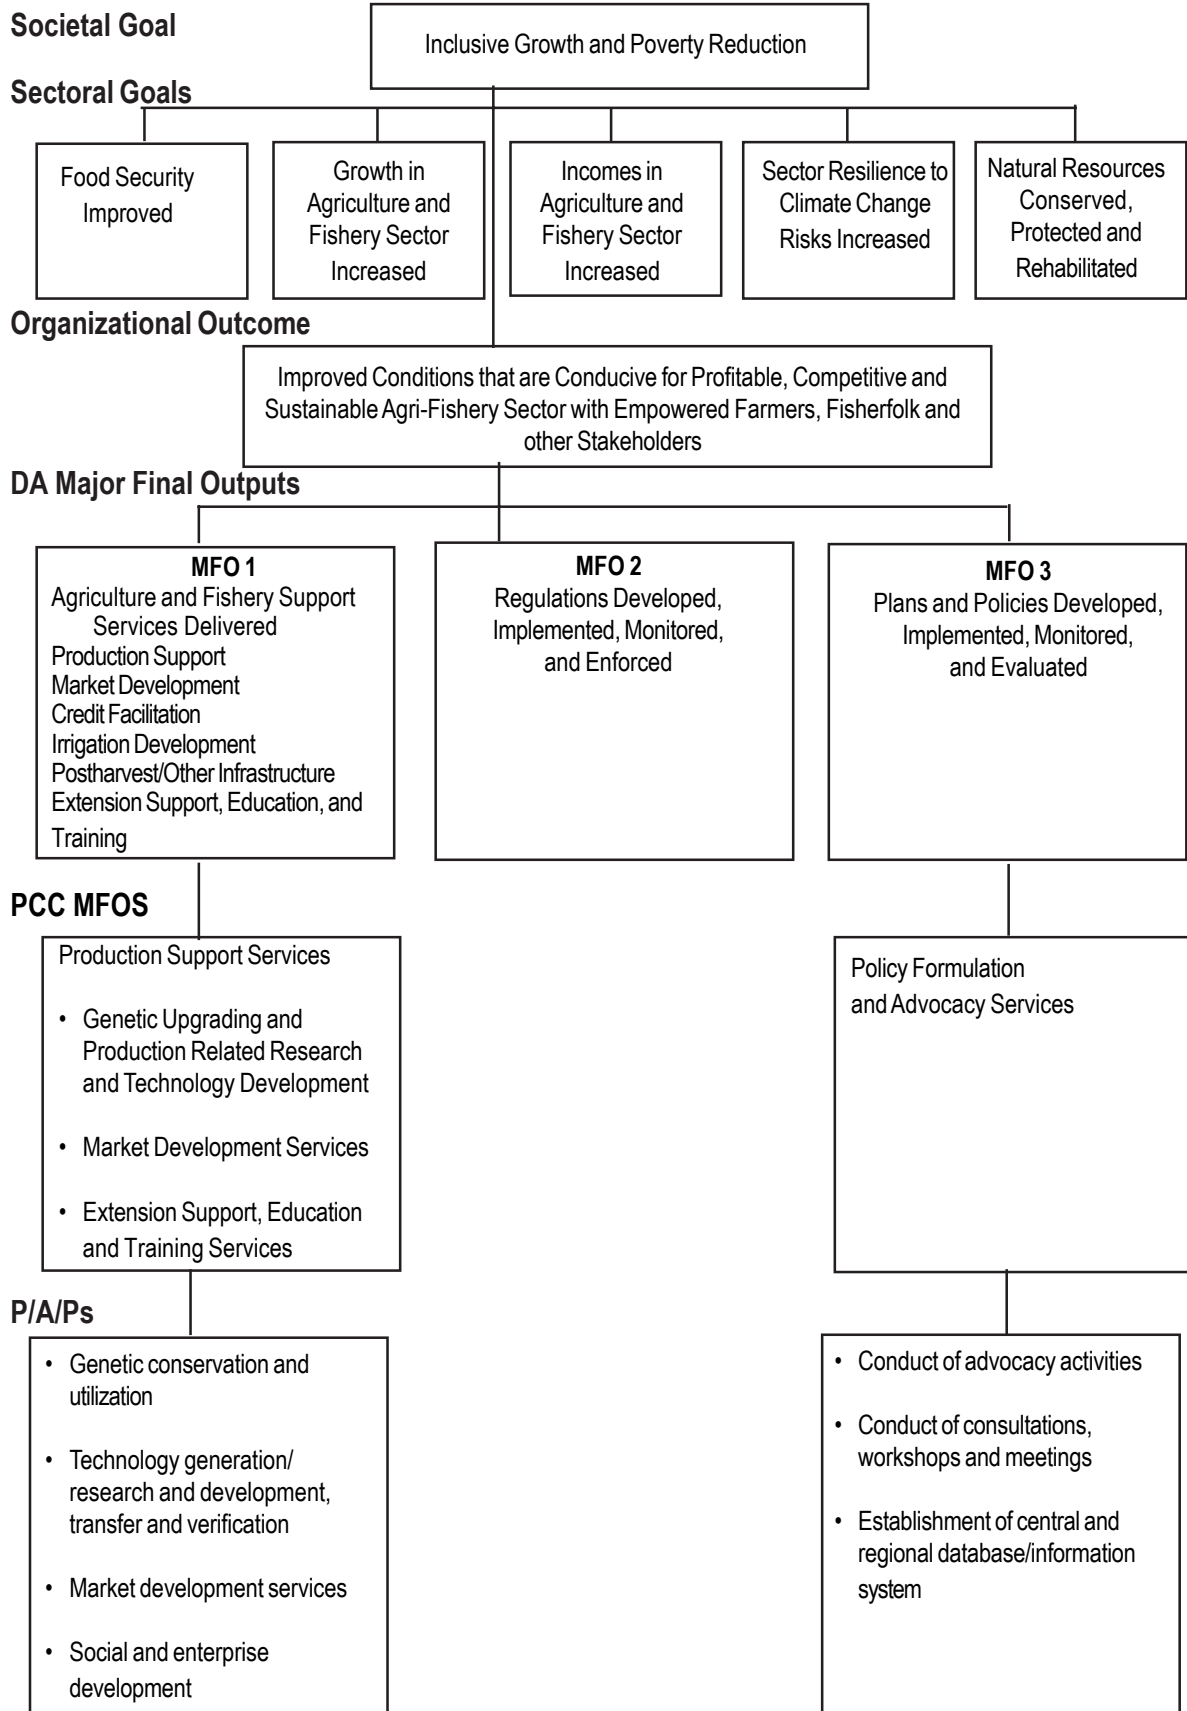 Societal Goal
Inclusive Growth and Poverty Reduction
Sectoral Goals
Food Security
Improved
Growth in
Agriculture and
Fishery Sector
Increased
Incomes in
Agriculture and
Fishery Sector
Increased
Sector Resilience to
Climate Change
Risks Increased
Natural Resources
Conserved,
Protected and
Rehabilitated
Organizational Outcome
Improved Conditions that are Conducive for Profitable, Competitive and
Sustainable Agri-Fishery Sector with Empowered Farmers, Fisherfolk and
other Stakeholders
DA Major Final Outputs
MFO 1
Agriculture and Fishery Support
Services Delivered
Production Support
Market Development
Credit Facilitation
Irrigation Development
Postharvest/Other Infrastructure
Extension Support, Education, and
Training
MFO 2
Regulations Developed,
Implemented, Monitored,
and Enforced
MFO 3
Plans and Policies Developed,
Implemented, Monitored,
and Evaluated
PCC MFOS
Production Support Services
• Genetic Upgrading and
Production Related Research
and Technology Development
• Market Development Services
• Extension Support, Education
and Training Services
Policy Formulation
and Advocacy Services
P/A/Ps
• Genetic conservation and
utilization
• Technology generation/
research and development,
transfer and verification
• Market development services
• Social and enterprise
development
• Conduct of advocacy activities
• Conduct of consultations,
workshops and meetings
• Establishment of central and
regional database/information
system